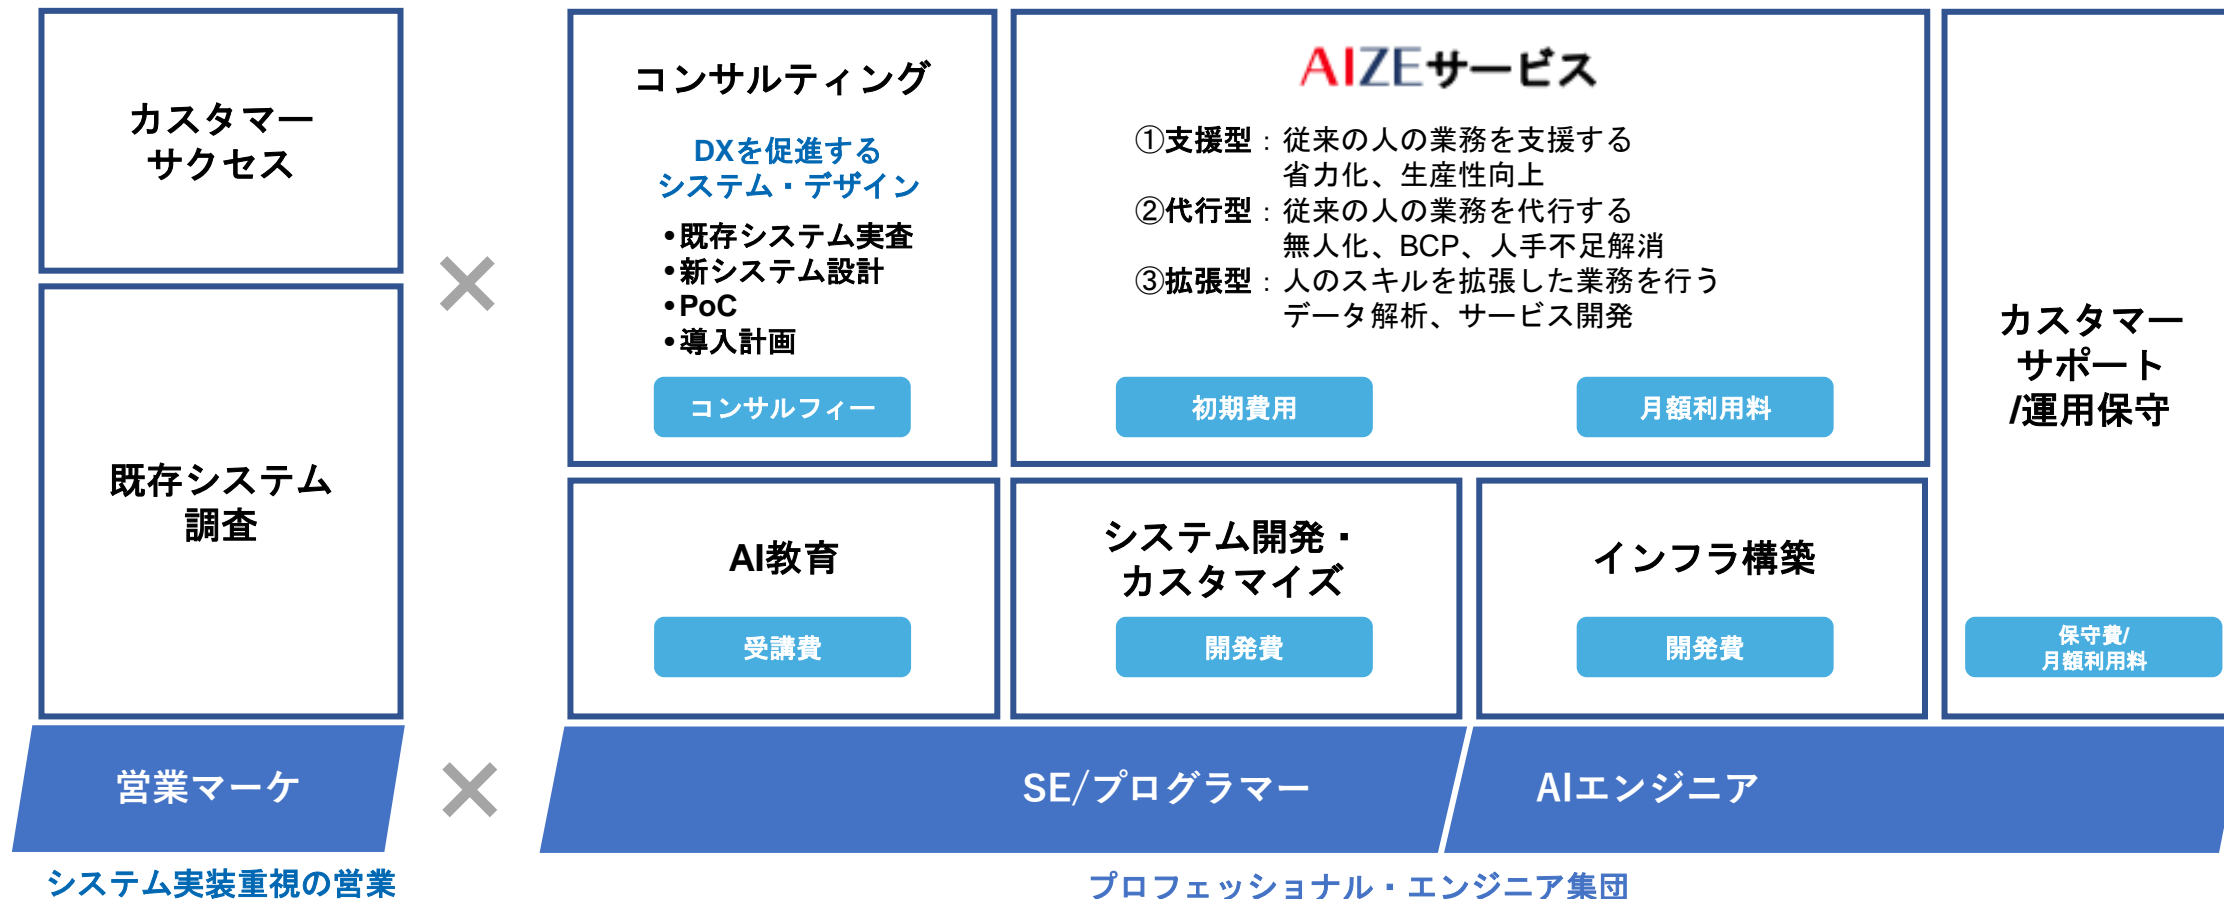 カスタマー
サクセス
既存システム
調査
営業マーケ
システム実装重視の営業
コンサルティング
DXを促進する
システム・デザイン
•既存システム実査
•新システム設計
•PoC
•導入計画
コンサルフィー
AIZEサービス
①支援型：従来の人の業務を支援する
省力化、生産性向上
②代行型：従来の人の業務を代行する
無人化、BCP、人手不足解消
③拡張型：人のスキルを拡張した業務を行う
データ解析、サービス開発
初期費用
月額利用料
カスタマー
サポート
/運用保守
保守費/
月額利用料
AI教育
受講費
システム開発・
カスタマイズ
開発費
インフラ構築
開発費
SE/プログラマー
AIエンジニア
プロフェッショナル・エンジニア集団